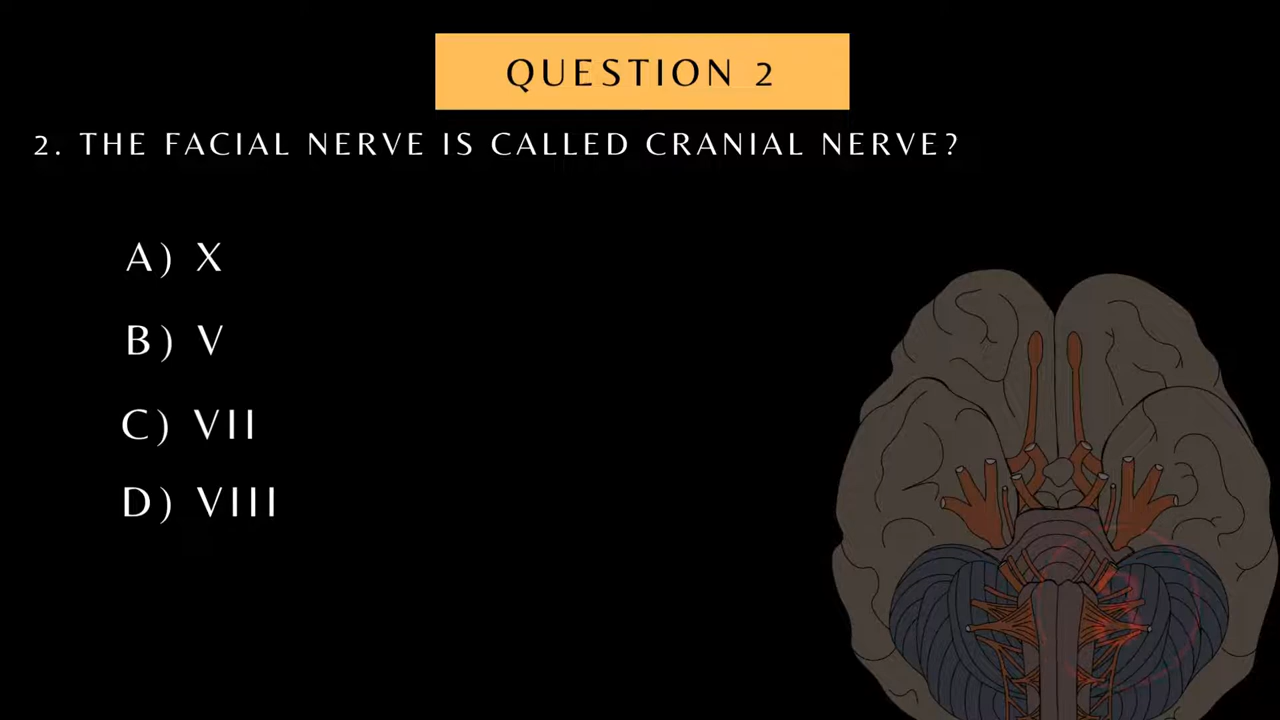 QUESTION 2
2. THE FACIAL NERVE IS CALLED CRANIAL NERVE?
A) X
B) V
C) VII
D) VIII